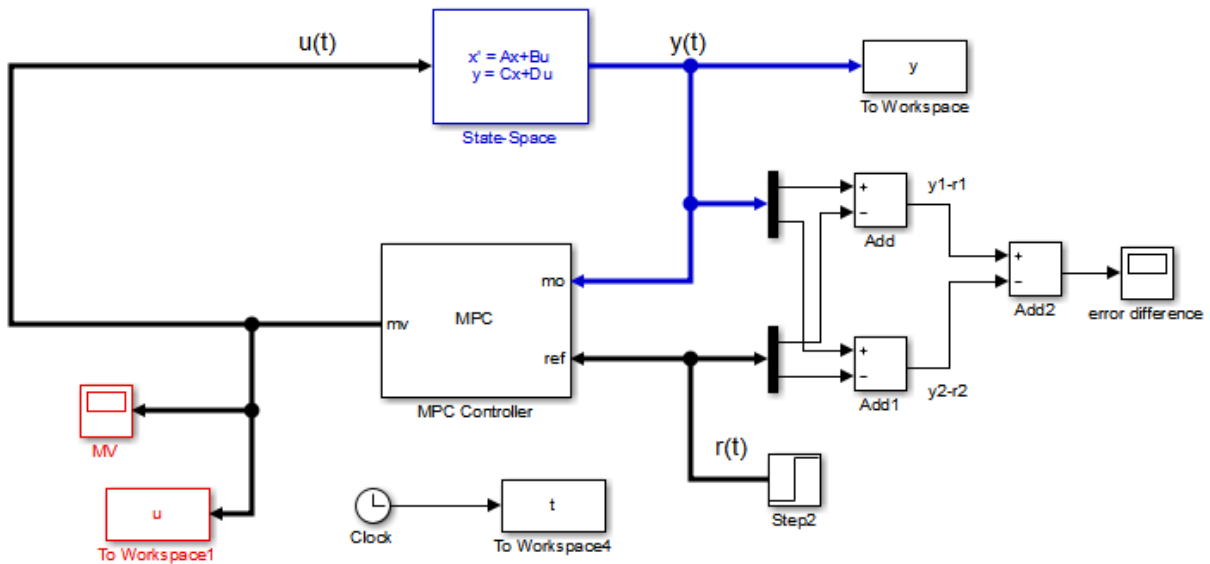 u(t)
x' = Ax+Bu
y = Cx+Du
State-Space
y(t)
y
To Workspace
+
−
Add
y1-r1
+
−
Add2
error difference
mo
mv
MPC
ref
MPC Controller
+
−
Add1
y2-r2
MV
r(t)
Step2
u
To Workspace1
Clock
t
To Workspace4